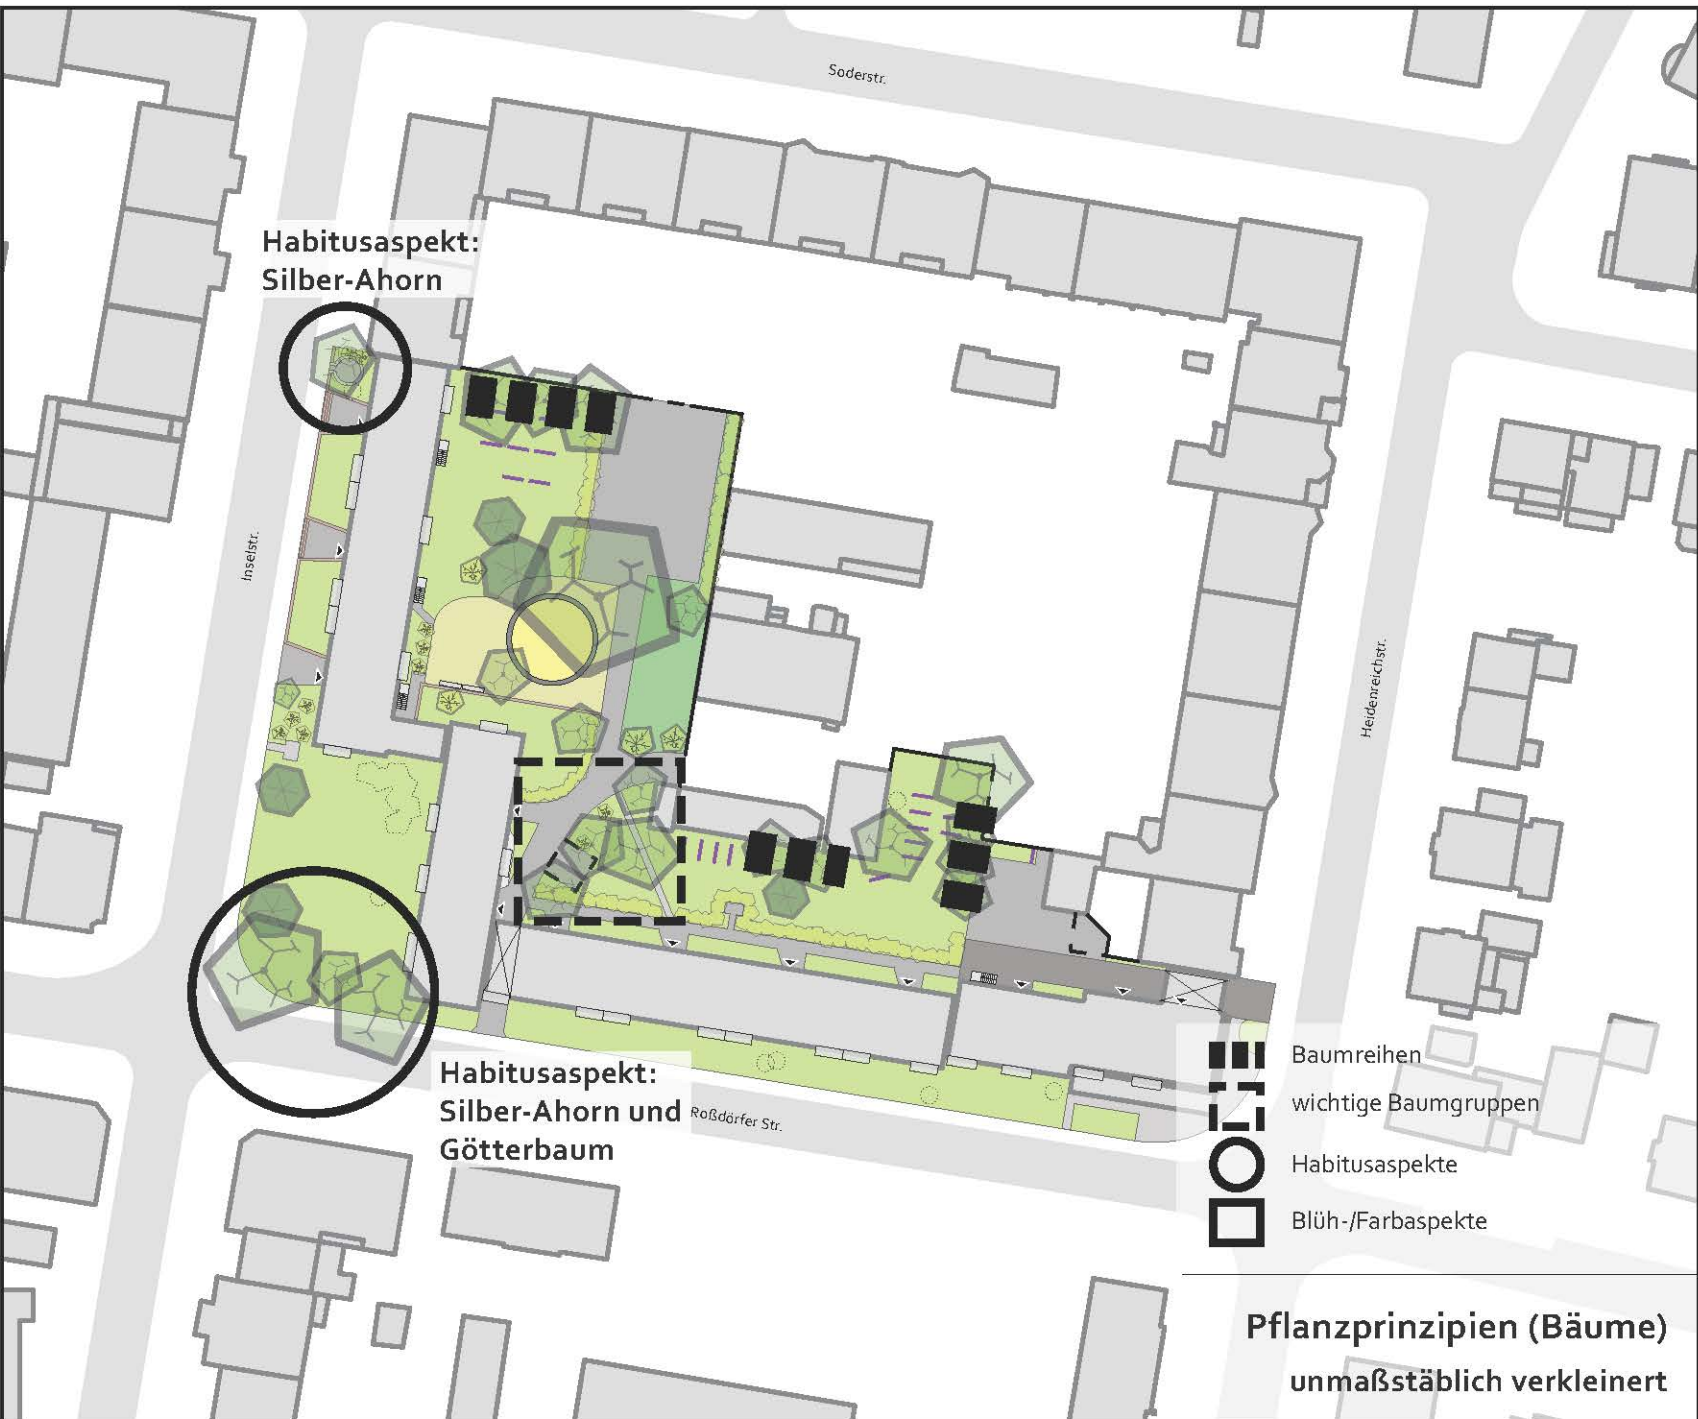 Soderstr.
Habitusaspekt:
Silber-Ahorn
Inselstr.
Heidenreichstr.
Habitusaspekt:
Silber-Ahorn und
Götterbaum
Roßdörfer Str.
Baumreihen
wichtige Baumgruppen
Habitusaspekte
Blüh-/Farbaspekte
Pflanzprinzipien (Bäume)
unmaßstäblich verkleinert